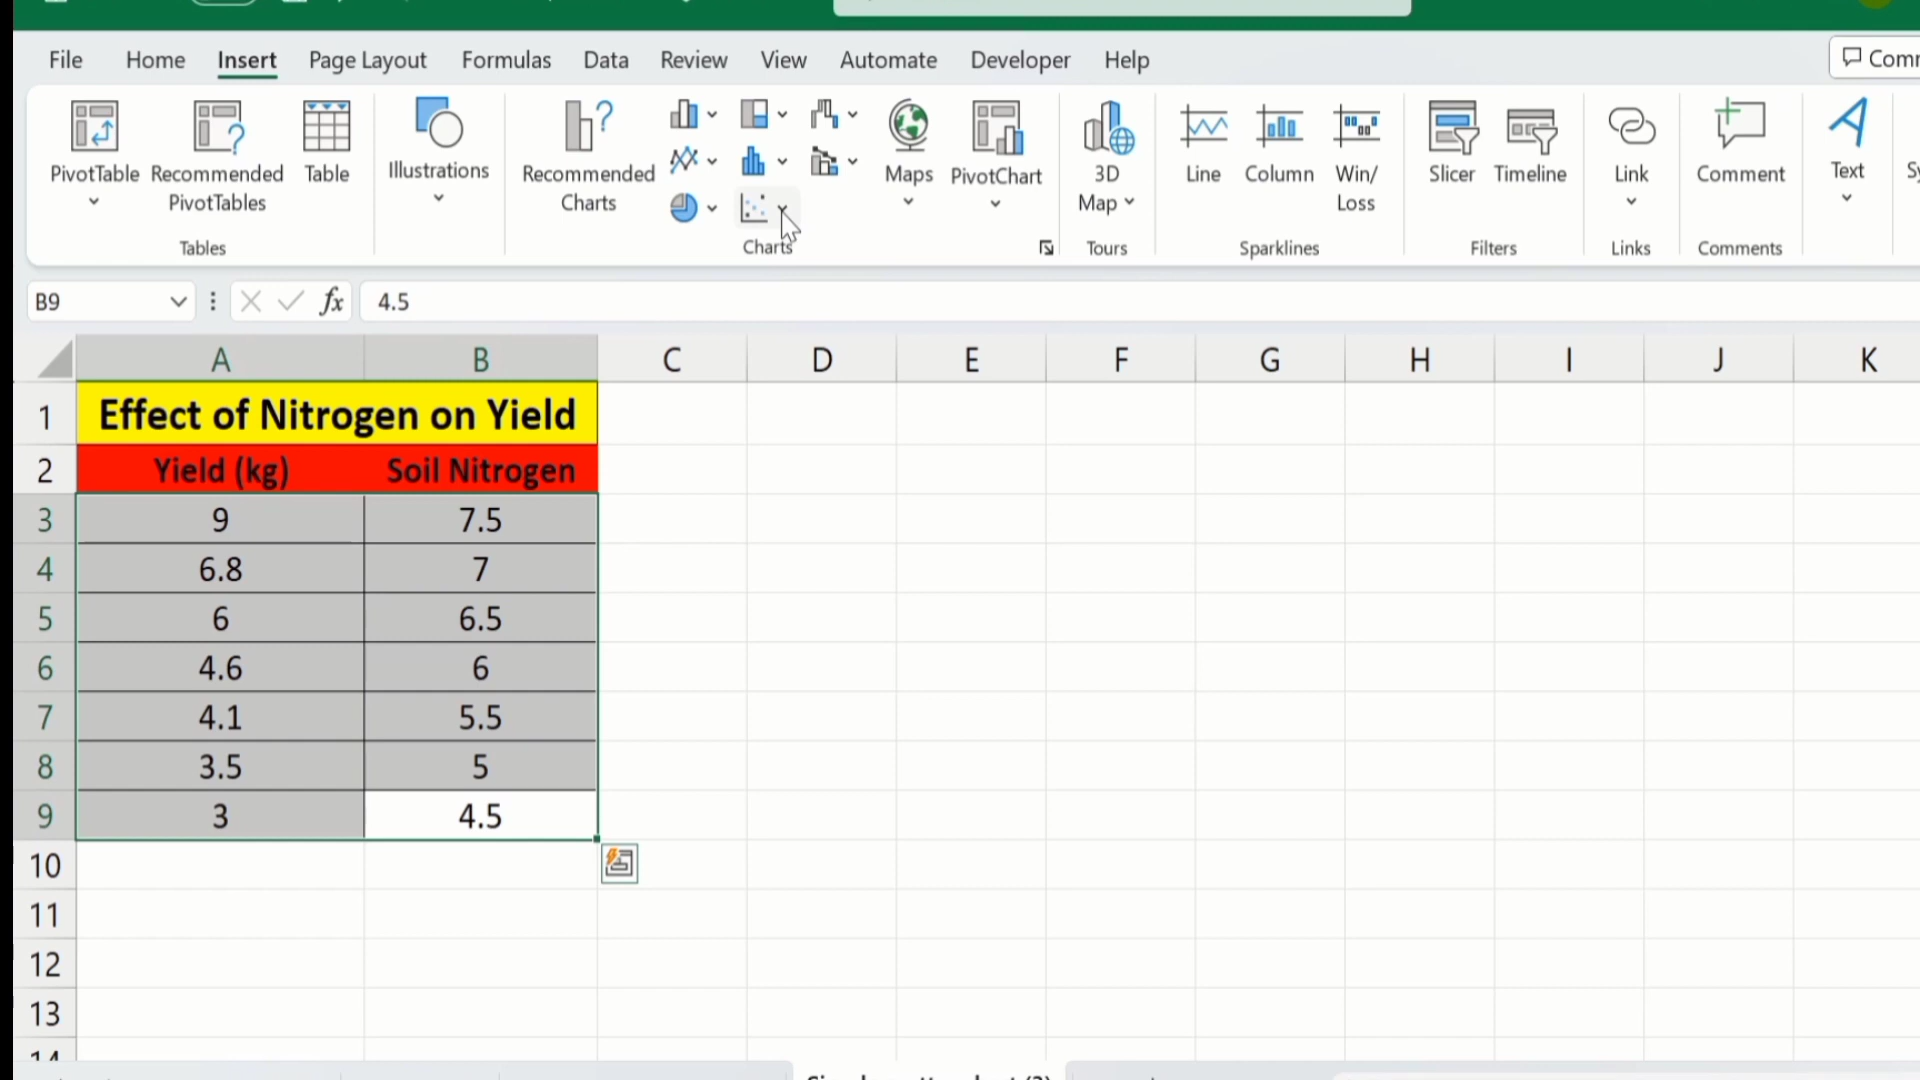 File Home Insert Page Layout Formulas Data Review View Automate Developer Help
PivotTable Recommended PivotTables Table
Tables
Illustrations
Recommended Charts
Maps PivotChart
Charts
3D Map
Tours
Line Column Win/ Loss
Sparklines
Slicer Timeline
Filters
Link
Links
Comment
Comments
Text
B9 fx 4.5
A B C D E F G H I J K
1 Effect of Nitrogen on Yield
2 Yield (kg) Soil Nitrogen
3 9 7.5
4 6.8 7
5 6 6.5
6 4.6 6
7 4.1 5.5
8 3.5 5
9 3 4.5
10
11
12
13
14